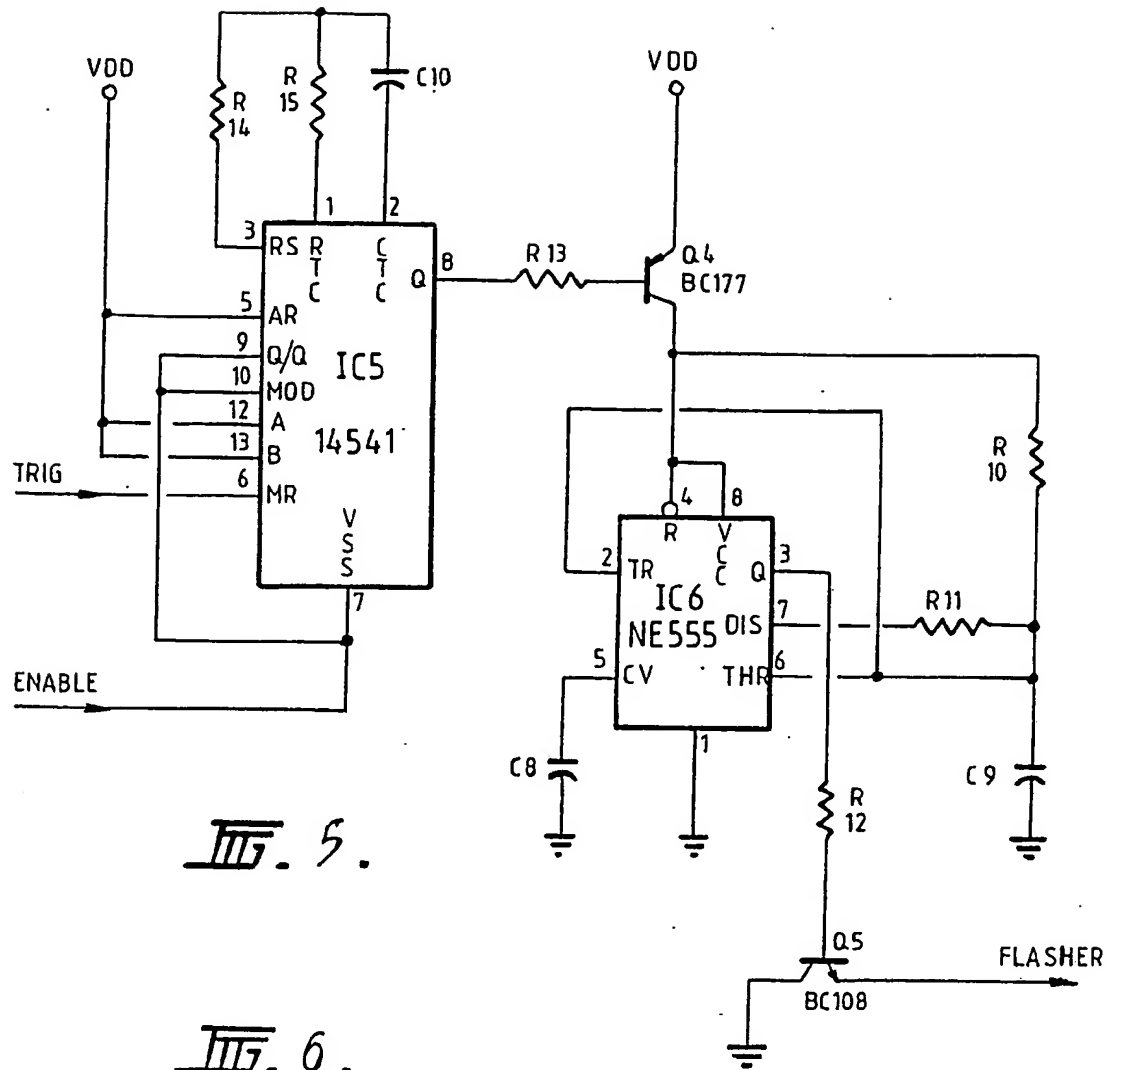 VDD
R
14
R
15
C10
VDD
1
2
3
RS
R
T
C
C
T
C
Q
8
R13
Q4
BC177
5
AR
9
Q/Q
10
MOD
12
A
13
B
IC5
14541
TRIG
6
MR
V
S
S
7
ENABLE
R
10
4
8
R
V
C
C
2
TR
Q
3
IC6
NE555
DIS
7
R11
5
CV
THR
6
1
C8
C9
R
12
FIG. 5.
Q5
BC108
FLASHER
FIG. 6.